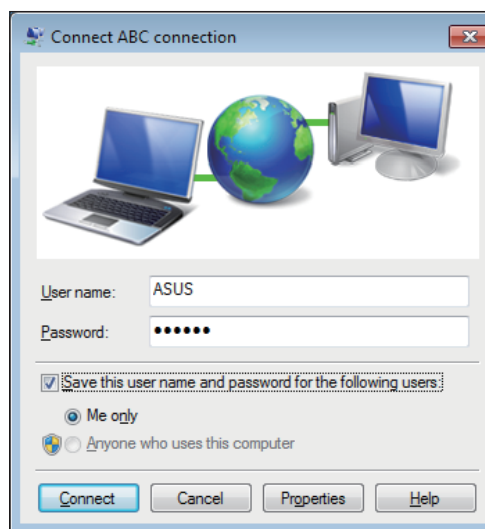 Connect ABC connection
User name: ASUS
Password: ••••••
Save this user name and password for the following users:
Me only
Anyone who uses this computer
Connect Cancel Properties Help